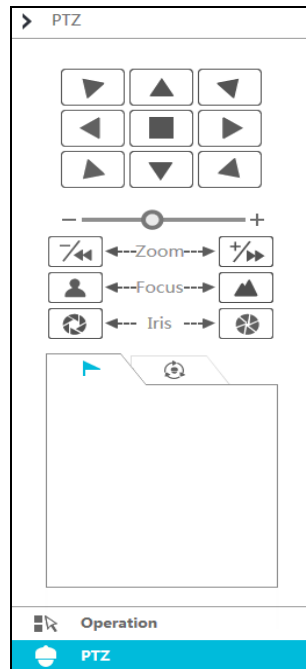 PTZ
− +
−/ Zoom +/
Focus
Iris
Operation
PTZ